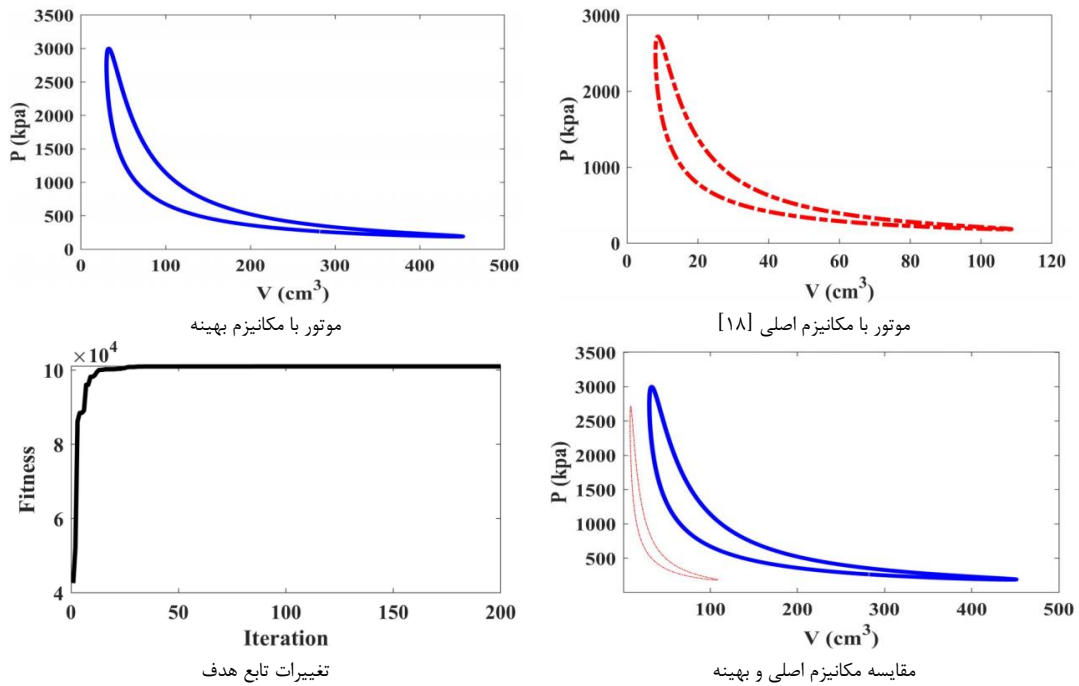 3500
3000
2500
2000
1500
1000
500
0
P (kpa)
0 100 200 300 400 500
V (cm³)
موتور با مکانیزم بهینه
3000
2000
1000
0
P (kpa)
0 20 40 60 80 100 120
V (cm³)
موتور با مکانیزم اصلی [۱۸]
×10⁴
10
8
6
4
Fitness
0 50 100 150 200
Iteration
تغییرات تابع هدف
3500
3000
2500
2000
1500
1000
500
P (kpa)
100 200 300 400 500
V (cm³)
مقایسه مکانیزم اصلی و بهینه